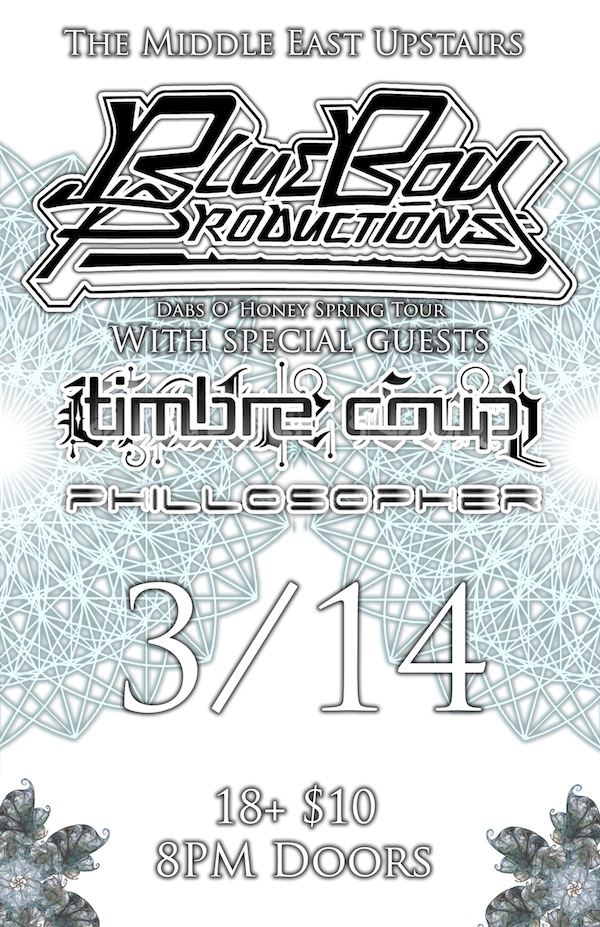 The Middle East Upstairs
BlueBoy
Productions
Dabs O' Honey Spring Tour
With special guests
timbre coup
PHILLOSOPHER
3/14
18+ $10
8PM Doors